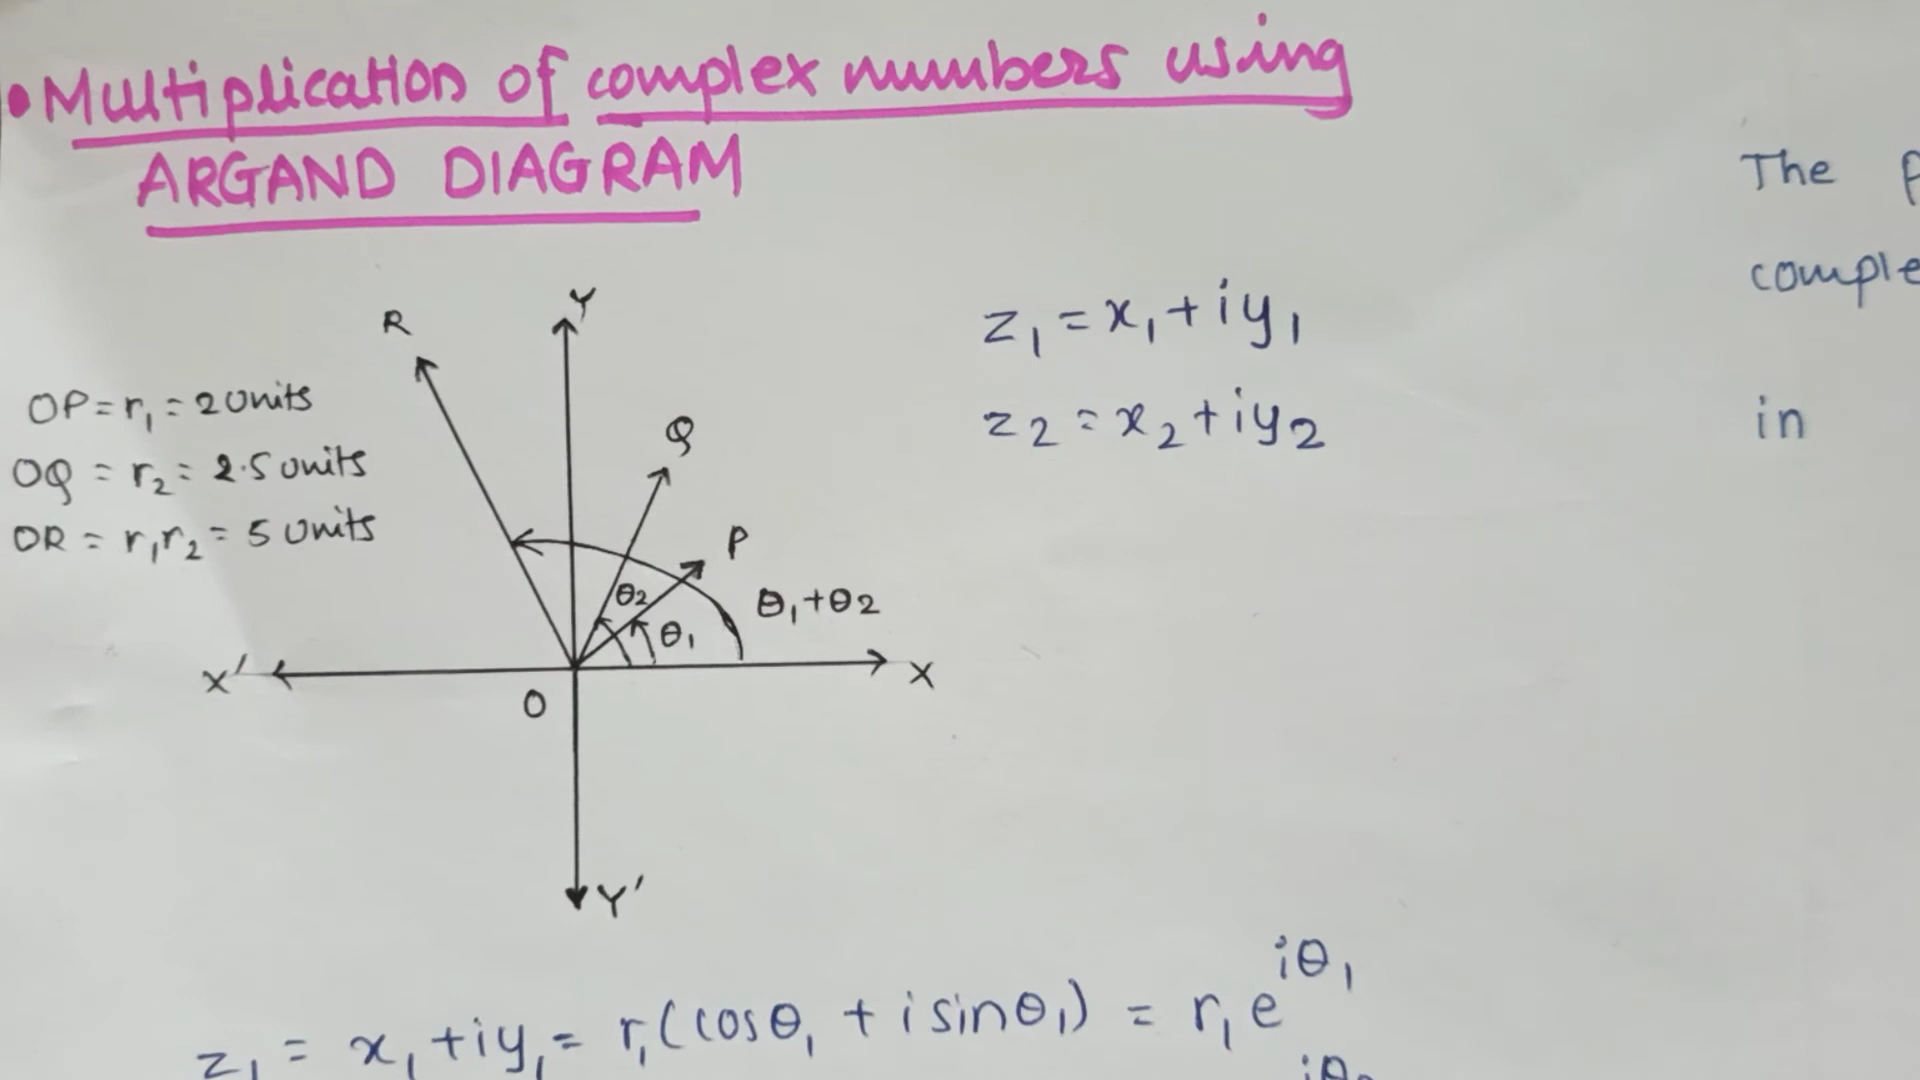 • Multiplication of complex numbers using
ARGAND DIAGRAM
The
comple
in
z₁ = x₁ + iy₁
z₂ = x₂ + iy₂
OP = r₁ = 2 units
OQ = r₂ = 2.5 units
OR = r₁r₂ = 5 units
R
Y
Q
P
θ₂
θ₁
θ₁+θ₂
X'
O
X
Y'
z₁ = x₁ + iy₁ = r₁(cosθ₁ + i sinθ₁) = r₁e^iθ₁